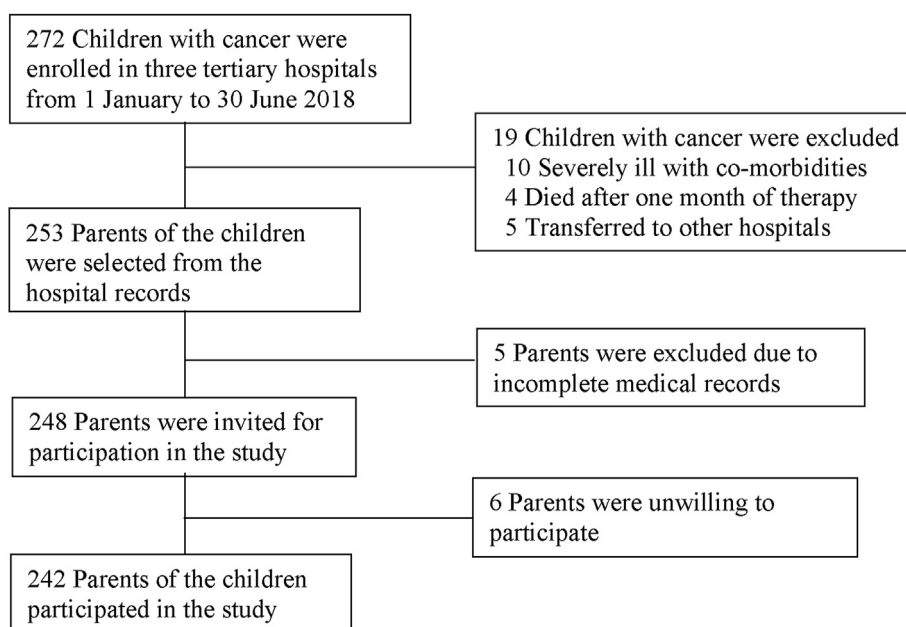 272 Children with cancer were
enrolled in three tertiary hospitals
from 1 January to 30 June 2018
19 Children with cancer were excluded
10 Severely ill with co-morbidities
4 Died after one month of therapy
5 Transferred to other hospitals
253 Parents of the children
were selected from the
hospital records
5 Parents were excluded due to
incomplete medical records
248 Parents were invited for
participation in the study
6 Parents were unwilling to
participate
242 Parents of the children
participated in the study